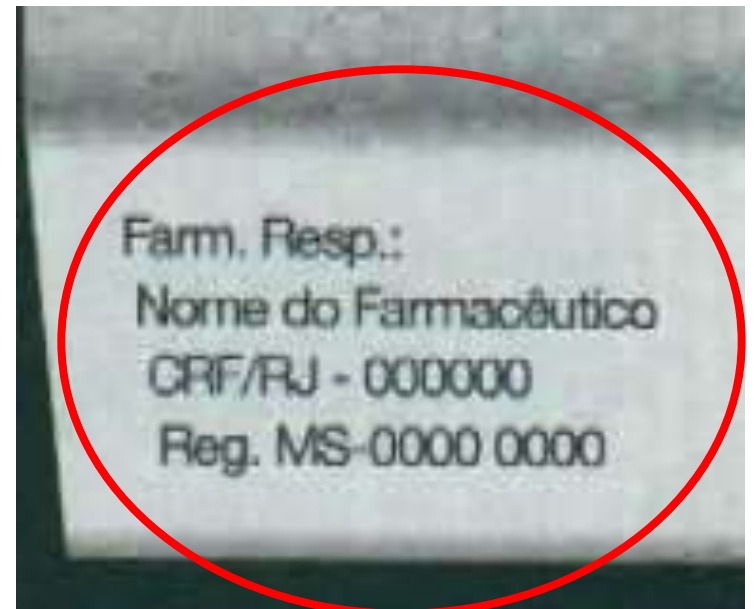 Farm. Resp.:
Nome do Farmacêutico
CRF/RJ - 000000
Reg. MS-0000 0000